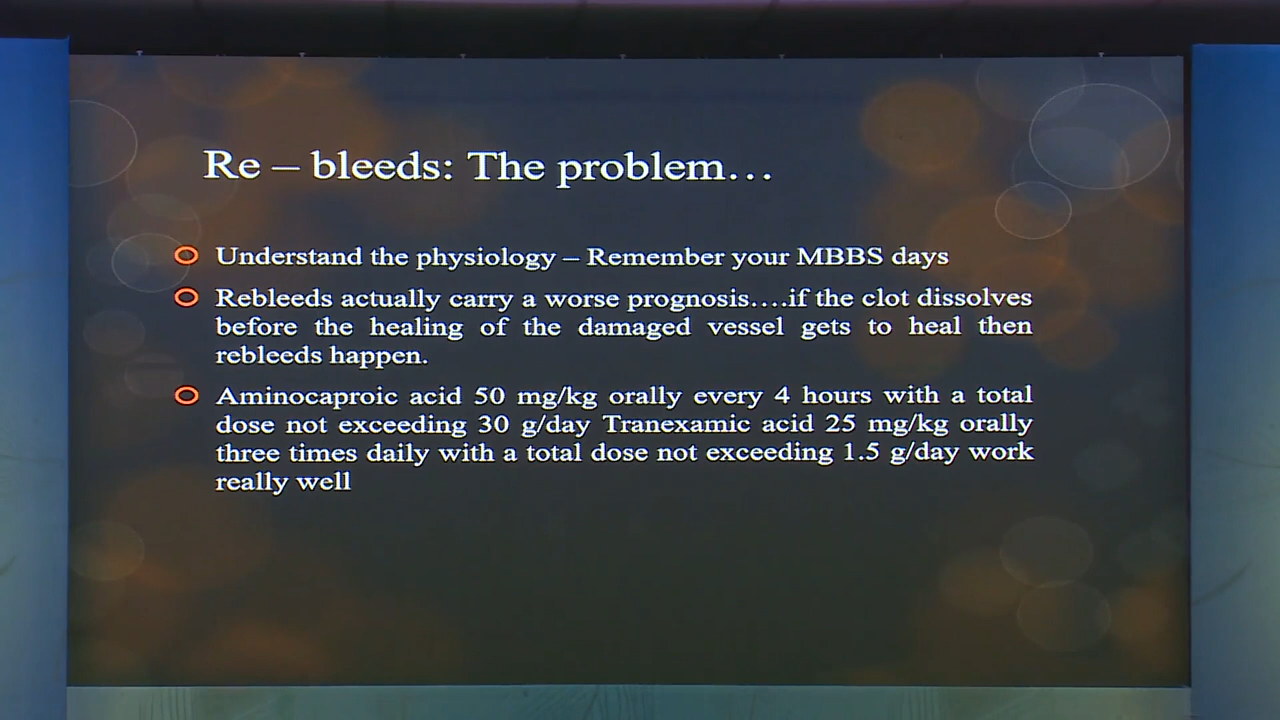 Re – bleeds: The problem…
Understand the physiology – Remember your MBBS days
Rebleeds actually carry a worse prognosis….if the clot dissolves
before the healing of the damaged vessel gets to heal then
rebleeds happen.
Aminocaproic acid 50 mg/kg orally every 4 hours with a total
dose not exceeding 30 g/day Tranexamic acid 25 mg/kg orally
three times daily with a total dose not exceeding 1.5 g/day work
really well